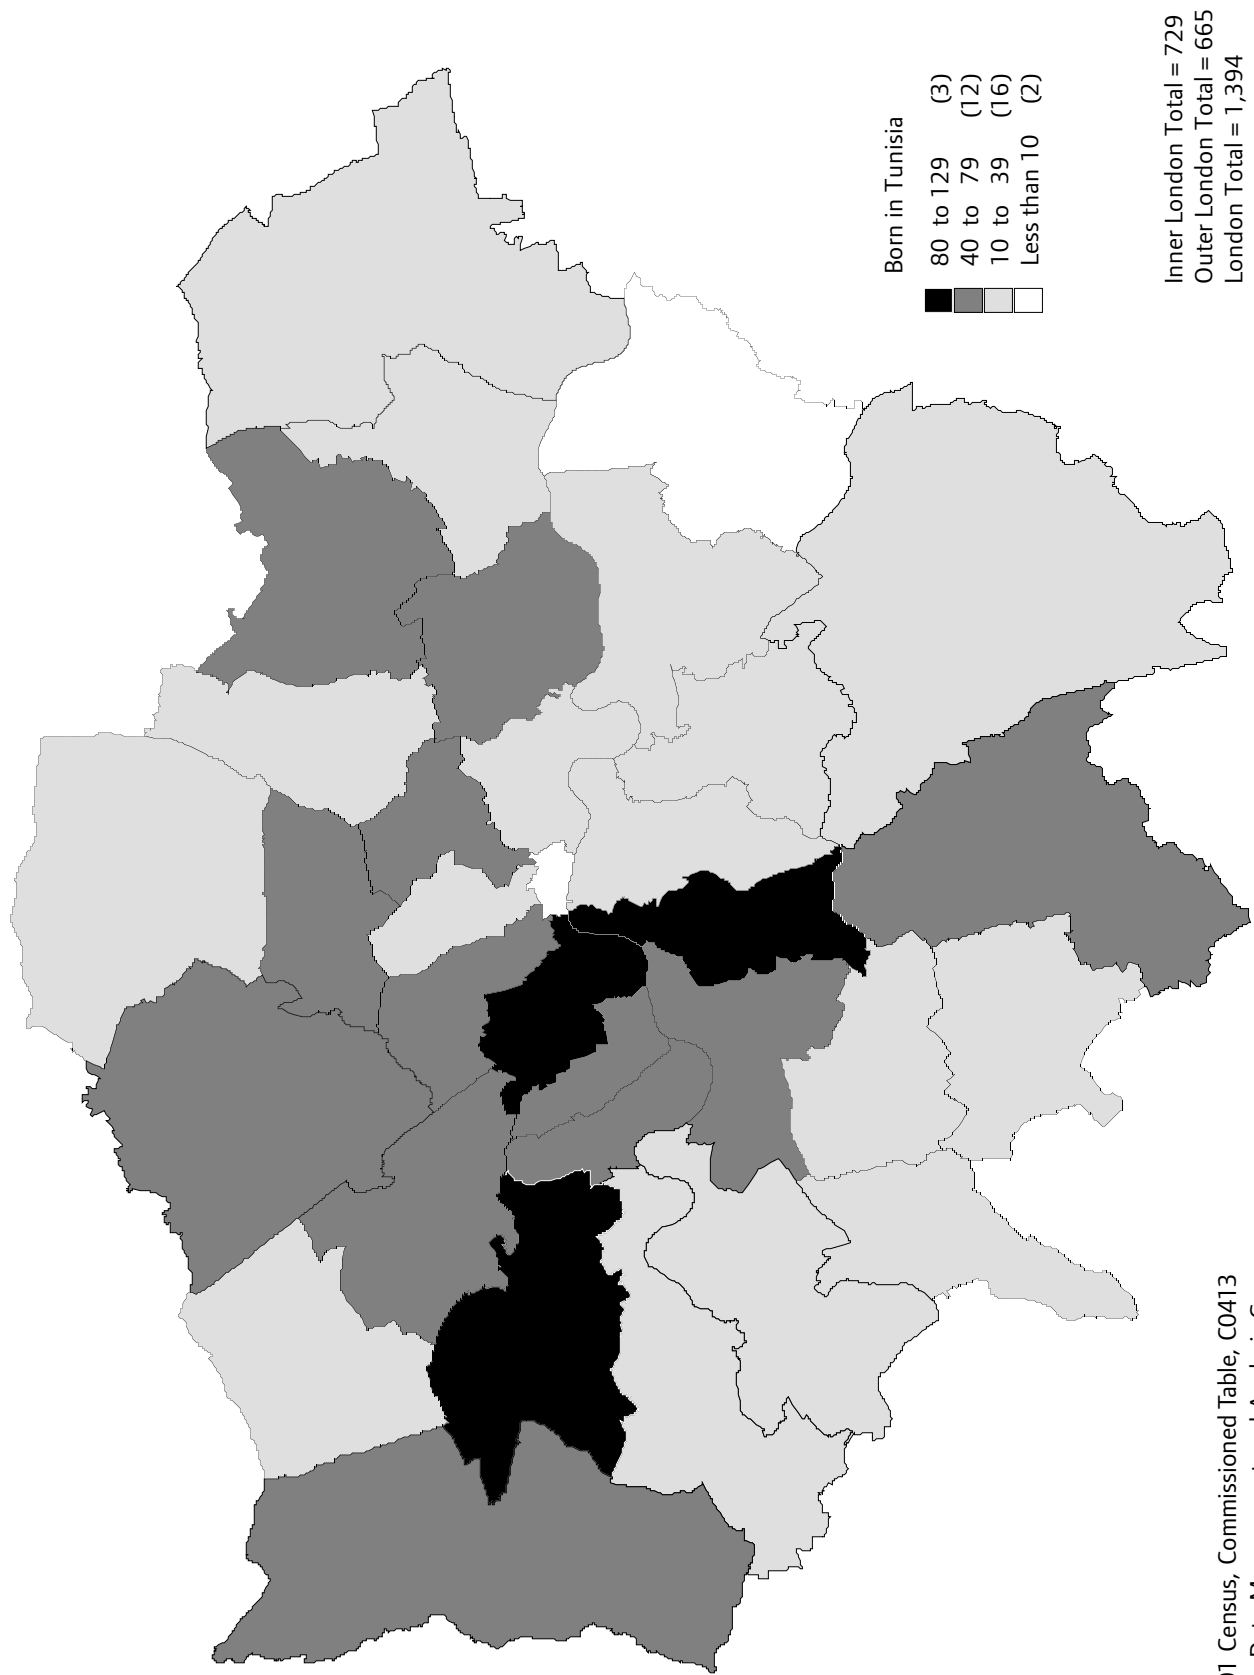 Born in Tunisia
80 to 129 (3)
40 to 79 (12)
10 to 39 (16)
Less than 10 (2)
Inner London Total = 729
Outer London Total = 665
London Total = 1,394
Census, Commissioned Table, C0413